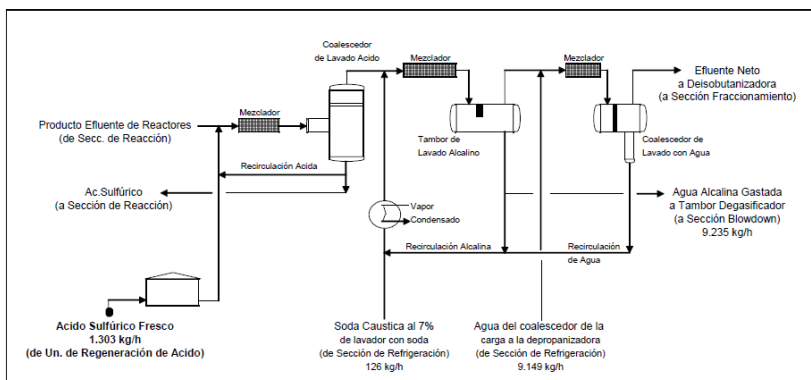 Coalescedor
de Lavado Acido
Mezclador
Mezclador
Efluente Neto
a Deisobutanizadora
(a Sección Fraccionamiento)
Mezclador
Producto Efluente de Reactores
(de Secc. de Reacción)
Tambor de
Lavado Alcalino
Coalescedor de
Lavado con Agua
Recirculación Acida
Ac.Sulfúrico
(a Sección de Reacción)
Vapor
Condensado
Agua Alcalina Gastada
a Tambor Degasificador
(a Sección Blowdown)
9.235 kg/h
Recirculación Alcalina
Recirculación
de Agua
Acido Sulfúrico Fresco
1.303 kg/h
(de Un. de Regeneración de Acido)
Soda Caustica al 7%
de lavador con soda
(de Sección de Refrigeración)
126 kg/h
Agua del coalescedor de la
carga a la depropanizadora
(de Sección de Refrigeración)
9.149 kg/h